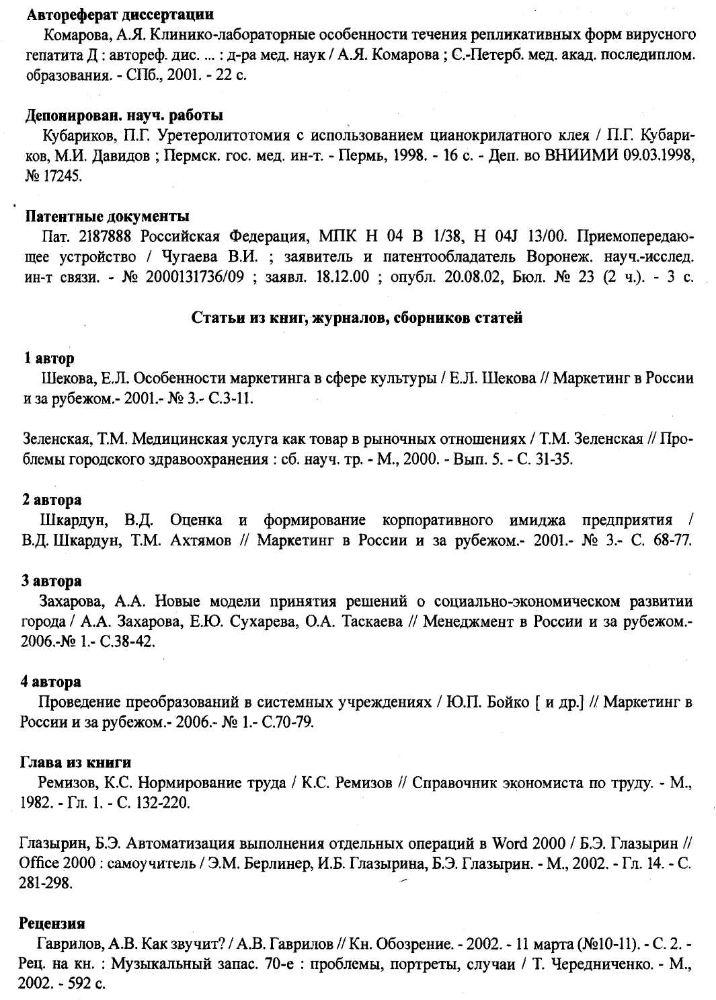 Автореферат диссертации
Комарова, А.Я. Клинико-лабораторные особенности течения репликативных форм вирусного
гепатита Д : автореф. дис. ... : д-ра мед. наук / А.Я. Комарова ; С.-Петерб. мед. акад. последиплом.
образования. - СПб., 2001. - 22 с.
Депонирован. науч. работы
Кубариков, П.Г. Уретеролитотомия с использованием цианокрилатного клея / П.Г. Кубари-
ков, М.И. Давидов ; Пермск. гос. мед. ин-т. - Пермь, 1998. - 16 с. - Деп. во ВНИИМИ 09.03.1998,
№ 17245.
Патентные документы
Пат. 2187888 Российская Федерация, МПК Н 04 В 1/38, Н 04J 13/00. Приемопередаю-
щее устройство / Чугаева В.И. ; заявитель и патентообладатель Воронеж. науч.-исслед.
ин-т связи. - № 2000131736/09 ; заявл. 18.12.00 ; опубл. 20.08.02, Бюл. № 23 (2 ч.). - 3 с.
Статьи из книг, журналов, сборников статей
1 автор
Шекова, Е.Л. Особенности маркетинга в сфере культуры / Е.Л. Шекова // Маркетинг в России
и за рубежом.- 2001.- № 3.- С.3-11.
Зеленская, Т.М. Медицинская услуга как товар в рыночных отношениях / Т.М. Зеленская // Про-
блемы городского здравоохранения : сб. науч. тр. - М., 2000. - Вып. 5. - С. 31-35.
2 автора
Шкардун, В.Д. Оценка и формирование корпоративного имиджа предприятия /
В.Д. Шкардун, Т.М. Ахтямов // Маркетинг в России и за рубежом.- 2001.- № 3.- С. 68-77.
3 автора
Захарова, А.А. Новые модели принятия решений о социально-экономическом развитии
города / А.А. Захарова, Е.Ю. Сухарева, О.А. Таскаева // Менеджмент в России и за рубежом.-
2006.-№ 1.- С.38-42.
4 автора
Проведение преобразований в системных учреждениях / Ю.П. Бойко [ и др.] // Маркетинг в
России и за рубежом.- 2006.- № 1.- С.70-79.
Глава из книги
Ремизов, К.С. Нормирование труда / К.С. Ремизов // Справочник экономиста по труду. - М.,
1982. - Гл. 1. - С. 132-220.
Глазырин, Б.Э. Автоматизация выполнения отдельных операций в Word 2000 / Б.Э. Глазырин //
Office 2000 : самоучитель / Э.М. Берлинер, И.Б. Глазырина, Б.Э. Глазырин. - М., 2002. - Гл. 14. - С.
281-298.
Рецензия
Гаврилов, А.В. Как звучит? / А.В. Гаврилов // Кн. Обозрение. - 2002. - 11 марта (№10-11). - С. 2. -
Рец. на кн. : Музыкальный запас. 70-е : проблемы, портреты, случаи / Т. Чередниченко. - М.,
2002. - 592 с.